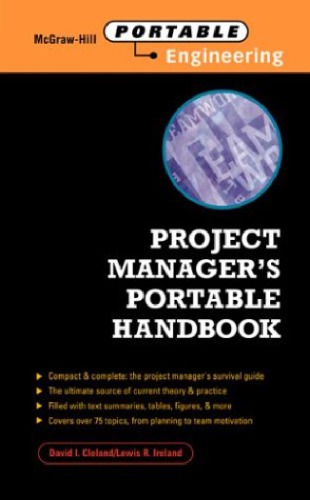 McGraw-Hill PORTABLE
Engineering
TEAMWORK
TEAM
PROJECT
MANAGER'S
PORTABLE
HANDBOOK
Compact & complete: the project manager's survival guide
The ultimate source of current theory & practice
Filled with text summaries, tables, figures, & more
Covers over 75 topics, from planning to team motivation
David I. Cleland/Lewis R. Ireland